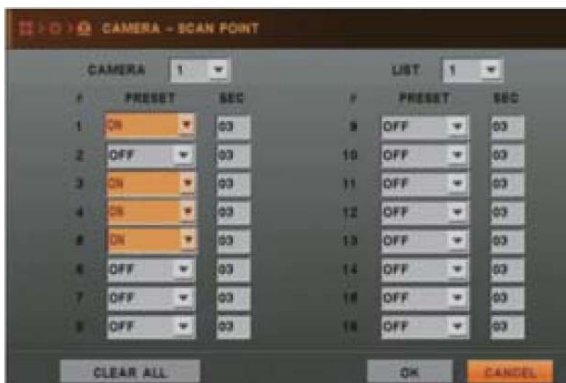 CAMERA - SCAN POINT
CAMERA 1 LIST 1
# PRESET SEC # PRESET SEC
1 ON 03 9 OFF 03
2 OFF 03 10 OFF 03
3 ON 03 11 OFF 03
4 ON 03 12 OFF 03
5 ON 03 13 OFF 03
6 OFF 03 14 OFF 03
7 OFF 03 15 OFF 03
8 OFF 03 16 OFF 03
CLEAR ALL OK CANCEL